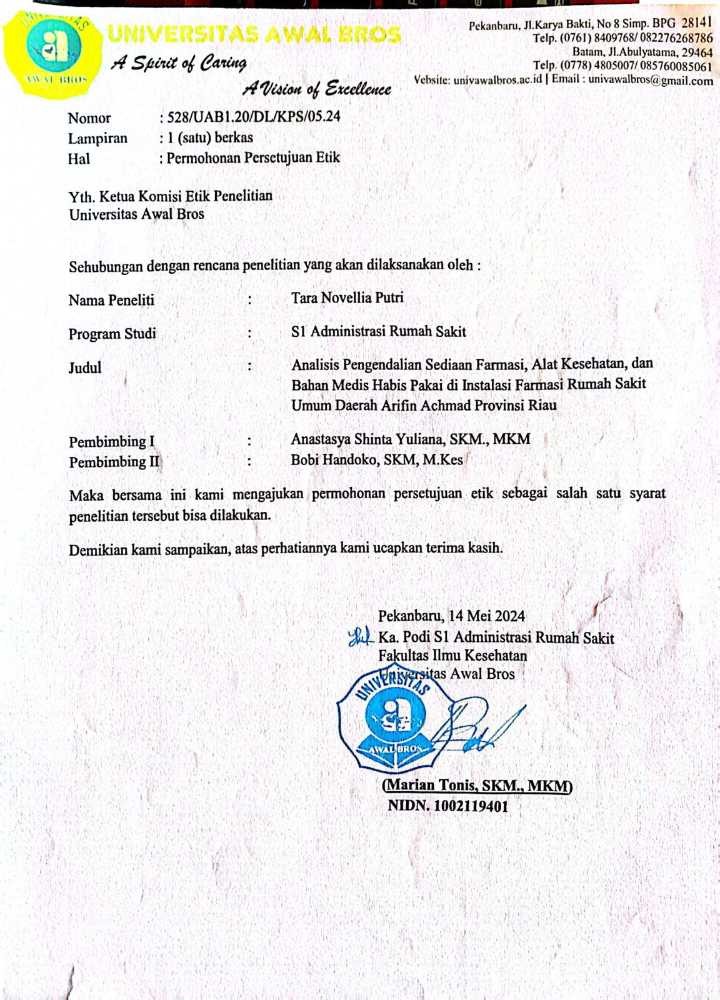 UNIVERSITAS
AWAL BROS
UNIVERSITAS AWAL BROS
A Spirit of Caring
A Vision of Excellence
Pekanbaru, Jl.Karya Bakti, No 8 Simp. BPG 28141
Telp. (0761) 8409768/ 082276268786
Batam, Jl.Abulyatama, 29464
Telp. (0778) 4805007/ 085760085061
Vebsite: univawalbros.ac.id | Email : univawalbros@gmail.com
Nomor : 528/UAB1.20/DL/KPS/05.24
Lampiran : 1 (satu) berkas
Hal : Permohonan Persetujuan Etik
Yth. Ketua Komisi Etik Penelitian
Universitas Awal Bros
Sehubungan dengan rencana penelitian yang akan dilaksanakan oleh :
Nama Peneliti : Tara Novellia Putri
Program Studi : S1 Administrasi Rumah Sakit
Judul : Analisis Pengendalian Sediaan Farmasi, Alat Kesehatan, dan
Bahan Medis Habis Pakai di Instalasi Farmasi Rumah Sakit
Umum Daerah Arifin Achmad Provinsi Riau
Pembimbing I : Anastasya Shinta Yuliana, SKM., MKM
Pembimbing II : Bobi Handoko, SKM, M.Kes
Maka bersama ini kami mengajukan permohonan persetujuan etik sebagai salah satu syarat
penelitian tersebut bisa dilakukan.
Demikian kami sampaikan, atas perhatiannya kami ucapkan terima kasih.
Pekanbaru, 14 Mei 2024
Ka. Podi S1 Administrasi Rumah Sakit
Fakultas Ilmu Kesehatan
Universitas Awal Bros
UNIVERSITAS
AWAL BROS
(Marian Tonis, SKM., MKM)
NIDN. 1002119401